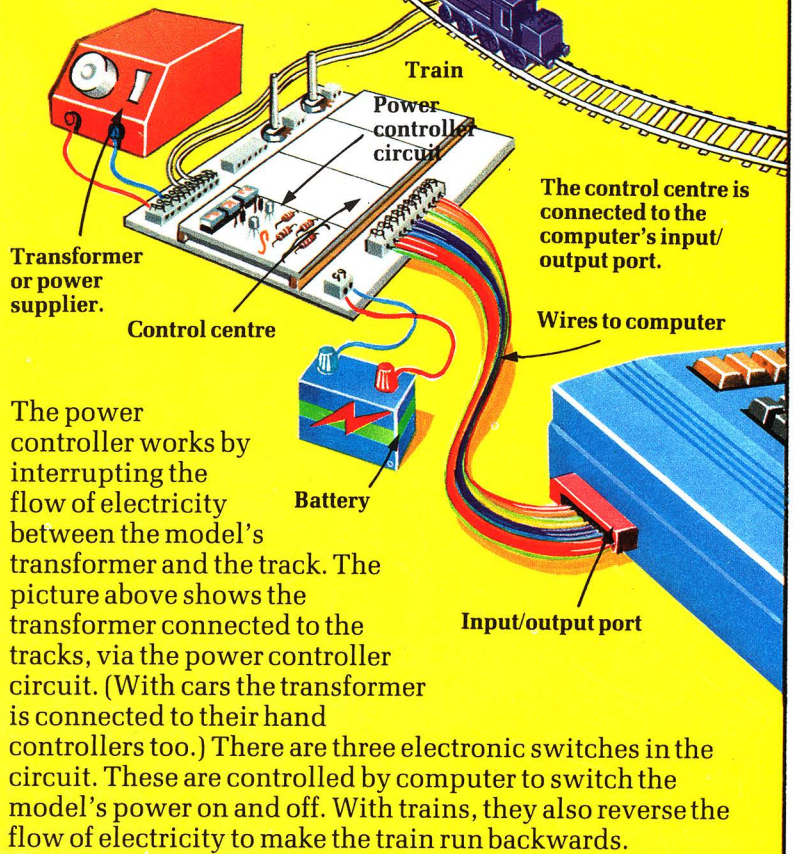 Train
Power
controller
circuit
The control centre is
connected to the
computer's input/
output port.
Transformer
or power
supplier.
Control centre
Wires to computer
Battery
Input/output port
The power
controller works by
interrupting the
flow of electricity
between the model's
transformer and the track. The
picture above shows the
transformer connected to the
tracks, via the power controller
circuit. (With cars the transformer
is connected to their hand
controllers too.) There are three electronic switches in the
circuit. These are controlled by computer to switch the
model's power on and off. With trains, they also reverse the
flow of electricity to make the train run backwards.